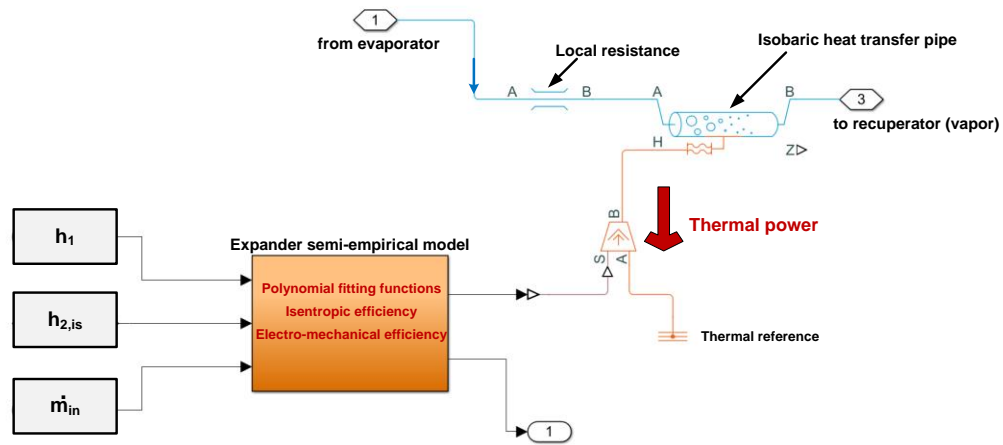 1
from evaporator
Local resistance
Isobaric heat transfer pipe
A
B
A
B
3
to recuperator (vapor)
H
Z
B
Thermal power
S
A
Thermal reference
h₁
h₂,is
ṁin
Expander semi-empirical model
Polynomial fitting functions
Isentropic efficiency
Electro-mechanical efficiency
1